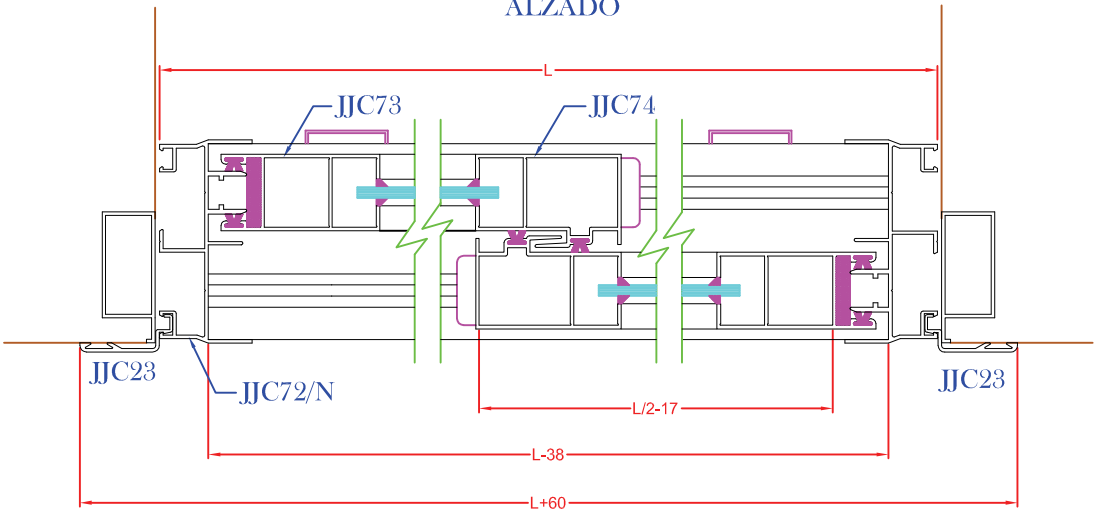 ALZADO
L
JJC73
JJC74
JJC23
JJC23
JJC72/N
L/2-17
L-38
L+60